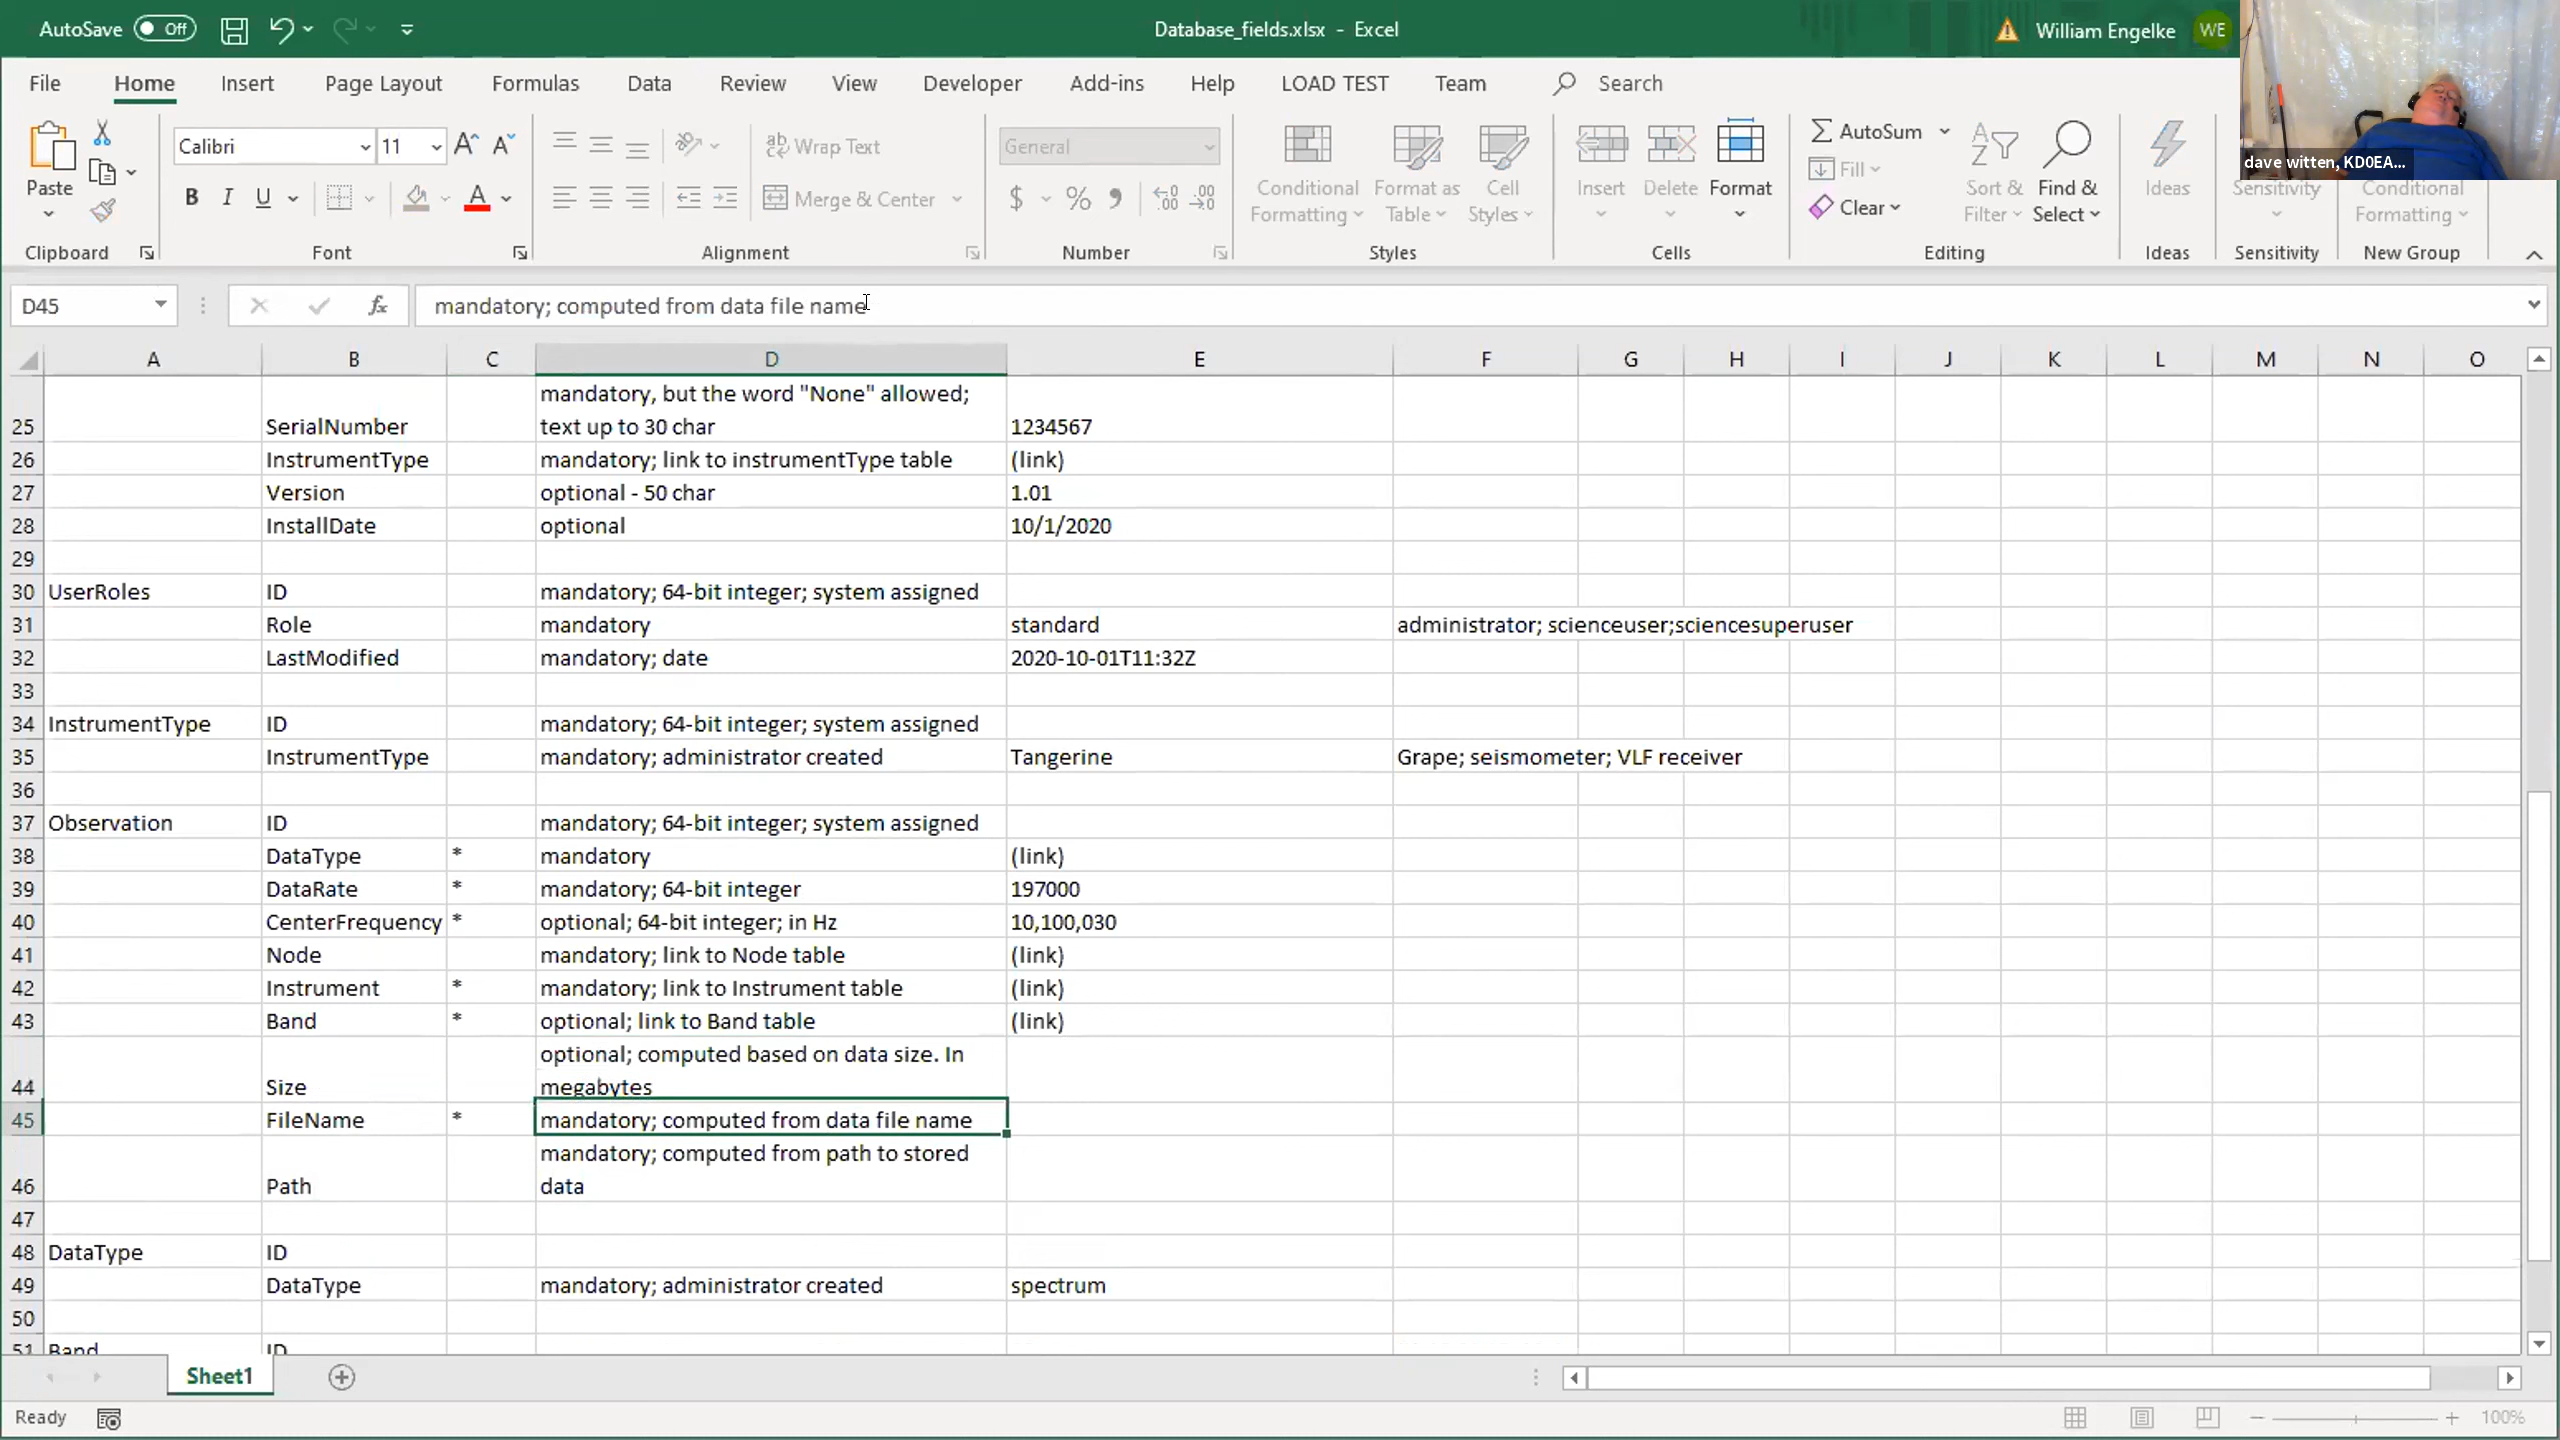 AutoSave Off Database_fields.xlsx - Excel William Engelke WE
File Home Insert Page Layout Formulas Data Review View Developer Add-ins Help LOAD TEST Team Search
dave witten, KD0EA...
Paste Calibri 11 A A ab Wrap Text General AutoSum
Fill
B I U A Merge & Center $ % Conditional Formatting Format as Table Cell Styles Insert Delete Format Clear Sort & Filter Find & Select Ideas Sensitivity Conditional Formatting
Clipboard Font Alignment Number Styles Cells Editing Ideas Sensitivity New Group
D45 fx mandatory; computed from data file name
A B C D E F G H I J K L M N O
mandatory, but the word "None" allowed;
25 SerialNumber text up to 30 char 1234567
26 InstrumentType mandatory; link to instrumentType table (link)
27 Version optional - 50 char 1.01
28 InstallDate optional 10/1/2020
29
30 UserRoles ID mandatory; 64-bit integer; system assigned
31 Role mandatory standard administrator; scienceuser;sciencesuperuser
32 LastModified mandatory; date 2020-10-01T11:32Z
33
34 InstrumentType ID mandatory; 64-bit integer; system assigned
35 InstrumentType mandatory; administrator created Tangerine Grape; seismometer; VLF receiver
36
37 Observation ID mandatory; 64-bit integer; system assigned
38 DataType * mandatory (link)
39 DataRate * mandatory; 64-bit integer 197000
40 CenterFrequency * optional; 64-bit integer; in Hz 10,100,030
41 Node mandatory; link to Node table (link)
42 Instrument * mandatory; link to Instrument table (link)
43 Band * optional; link to Band table (link)
optional; computed based on data size. In
44 Size megabytes
45 FileName * mandatory; computed from data file name
mandatory; computed from path to stored
46 Path data
47
48 DataType ID
49 DataType mandatory; administrator created spectrum
50
51 Band ID
Sheet1
Ready 100%